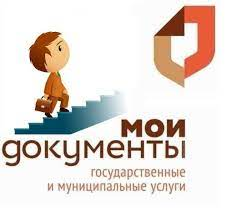 мои
документы
государственные
и муниципальные услуги